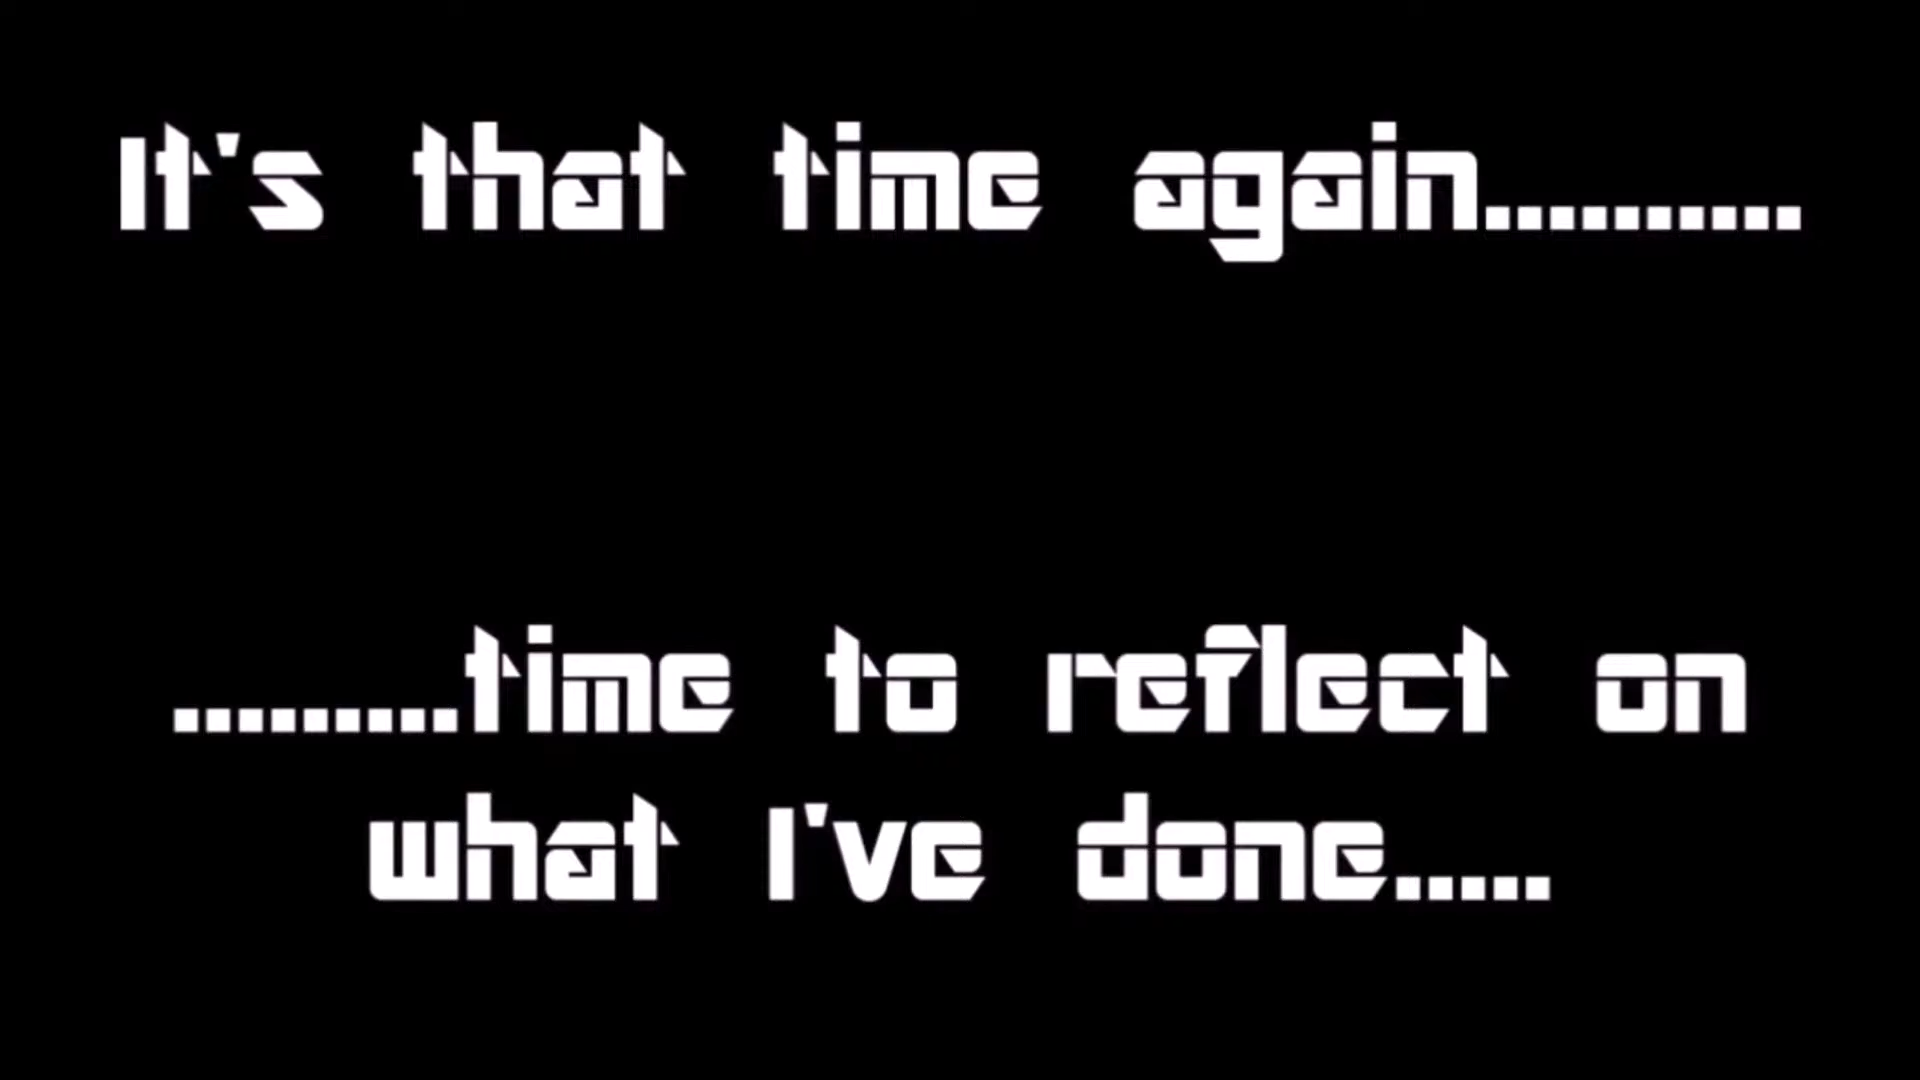 It's that time again..........
.........time to reflect on
what I've done.....